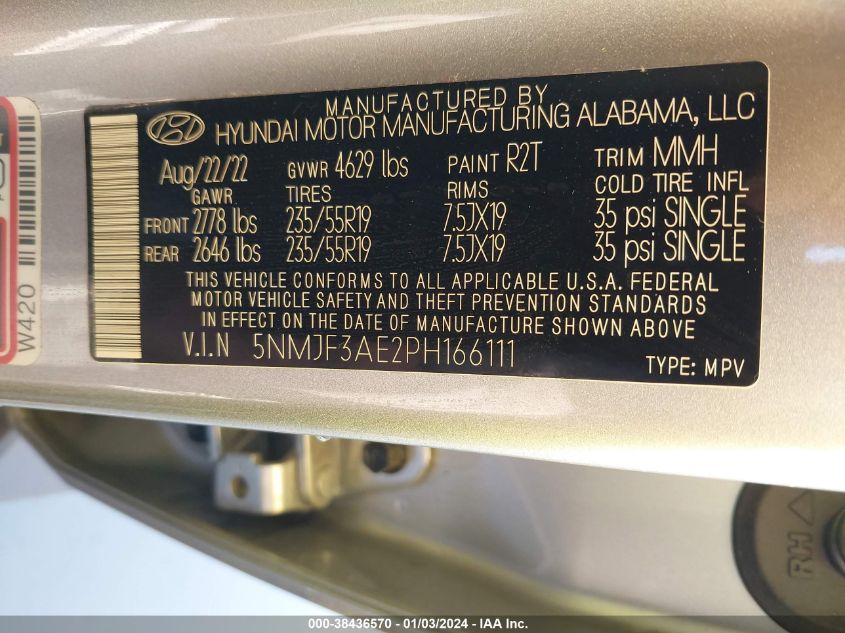 MANUFACTURED BY
HYUNDAI MOTOR MANUFACTURING ALABAMA, LLC
Aug/22/22 GVWR 4629 lbs PAINT R2T TRIM MMH
GAWR TIRES RIMS COLD TIRE INFL
FRONT 2778 lbs 235/55R19 7.5JX19 35 psi SINGLE
REAR 2646 lbs 235/55R19 7.5JX19 35 psi SINGLE
THIS VEHICLE CONFORMS TO ALL APPLICABLE U.S.A. FEDERAL
MOTOR VEHICLE SAFETY AND THEFT PREVENTION STANDARDS
IN EFFECT ON THE DATE OF MANUFACTURE SHOWN ABOVE.
V.I.N 5NMJF3AE2PH166111
TYPE: MPV
W420
RH
000-38436570 - 01/03/2024 - IAA Inc.